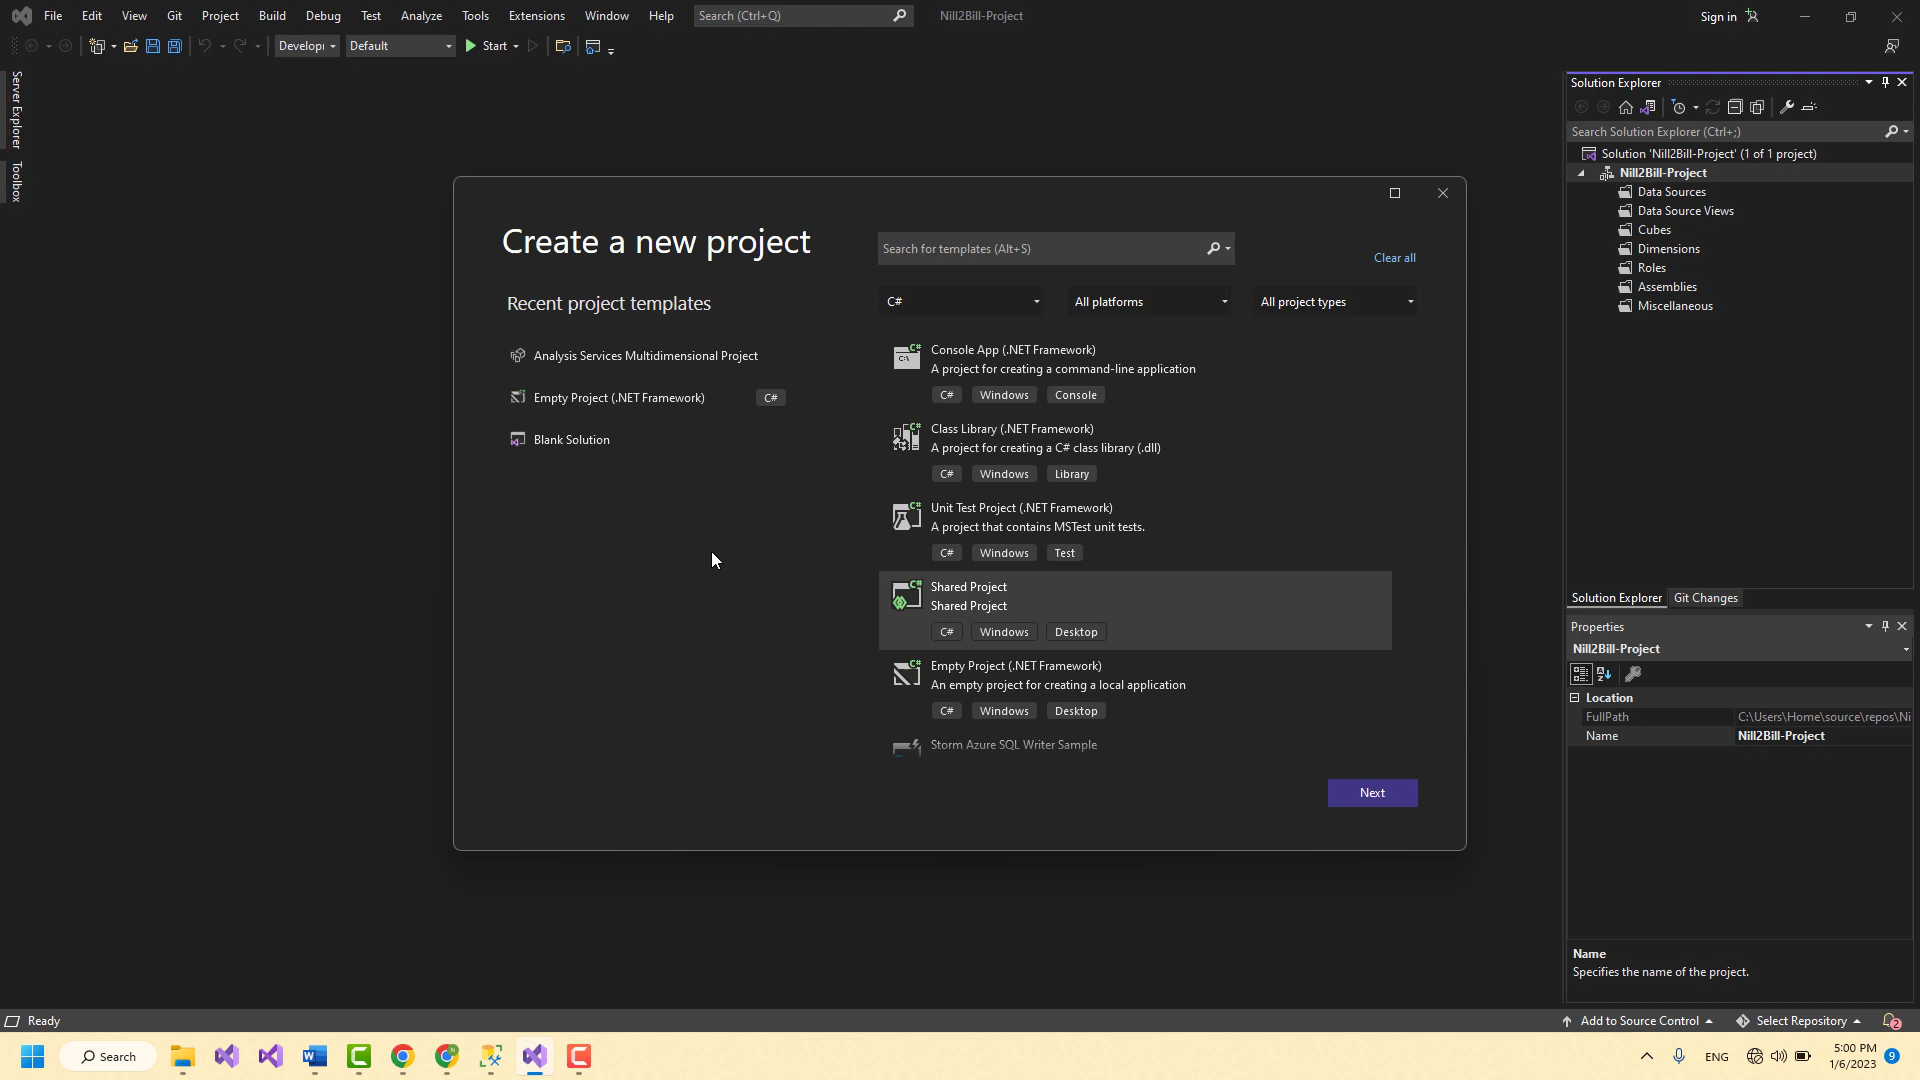 File Edit View Git Project Build Debug Test Analyze Tools Extensions Window Help Search (Ctrl+Q) Nill2Bill-Project Sign in
Default Start
Server Explorer
Toolbox
Solution Explorer
Search Solution Explorer (Ctrl+;)
Solution 'Nill2Bill-Project' (1 of 1 project)
Nill2Bill-Project
Data Sources
Data Source Views
Cubes
Dimensions
Roles
Assemblies
Miscellaneous
Create a new project
Search for templates (Alt+S)
Clear all
Recent project templates
C# All platforms All project types
Analysis Services Multidimensional Project
Empty Project (.NET Framework) C#
Blank Solution
Console App (.NET Framework)
A project for creating a command-line application
C# Windows Console
Class Library (.NET Framework)
A project for creating a C# class library (.dll)
C# Windows Library
Unit Test Project (.NET Framework)
A project that contains MSTest unit tests.
C# Windows Test
Shared Project
Shared Project
C# Windows Desktop
Empty Project (.NET Framework)
An empty project for creating a local application
C# Windows Desktop
Storm Azure SQL Writer Sample
Next
Solution Explorer Git Changes
Properties
Nill2Bill-Project
Location
FullPath C:\Users\Home\source\repos\Ni
Name Nill2Bill-Project
Name
Specifies the name of the project.
Ready Add to Source Control Select Repository 2
Search ENG 5:00 PM
1/6/2023 9